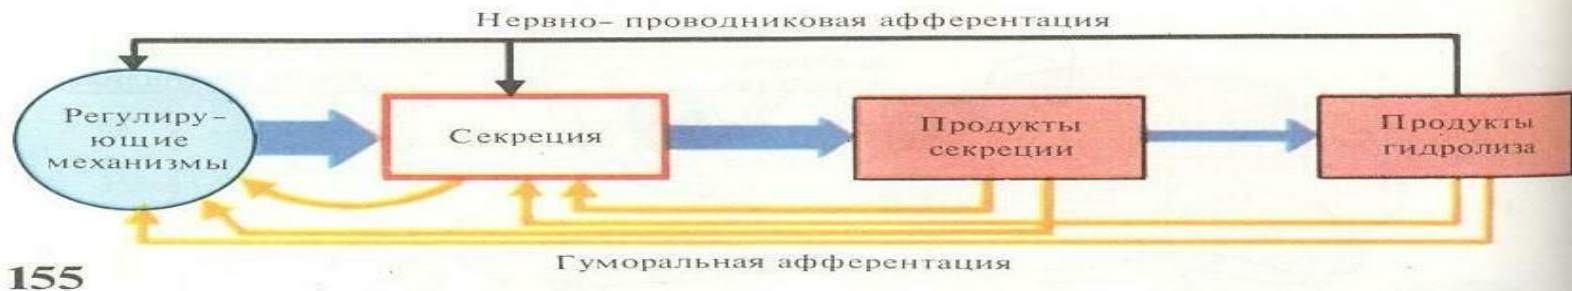 Нервно- проводниковая афферентация
Регулиру-
ющие
механизмы
Секреция
Продукты
секреции
Продукты
гидролиза
Гуморальная афферентация
155